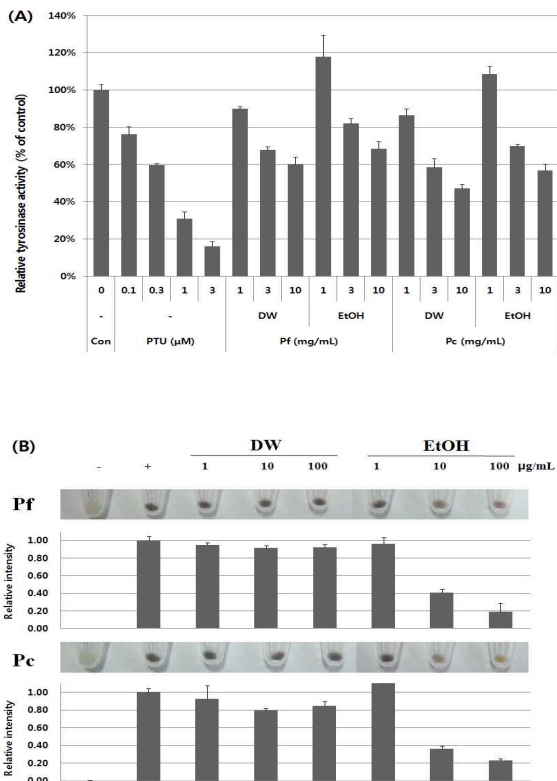 (A)
Relative tyrosinase activity (% of control)
140%
120%
100%
80%
60%
40%
20%
0%
0 0.1 0.3 1 3 1 3 10 1 3 10 1 3 10 1 3 10
- - DW EtOH DW EtOH
Con PTU (μM) Pf (mg/mL) Pc (mg/mL)
(B)
DW EtOH
- + 1 10 100 1 10 100 μg/mL
Pf
Relative intensity
1.00
0.80
0.60
0.40
0.20
0.00
Pc
Relative intensity
1.00
0.80
0.60
0.40
0.20
0.00